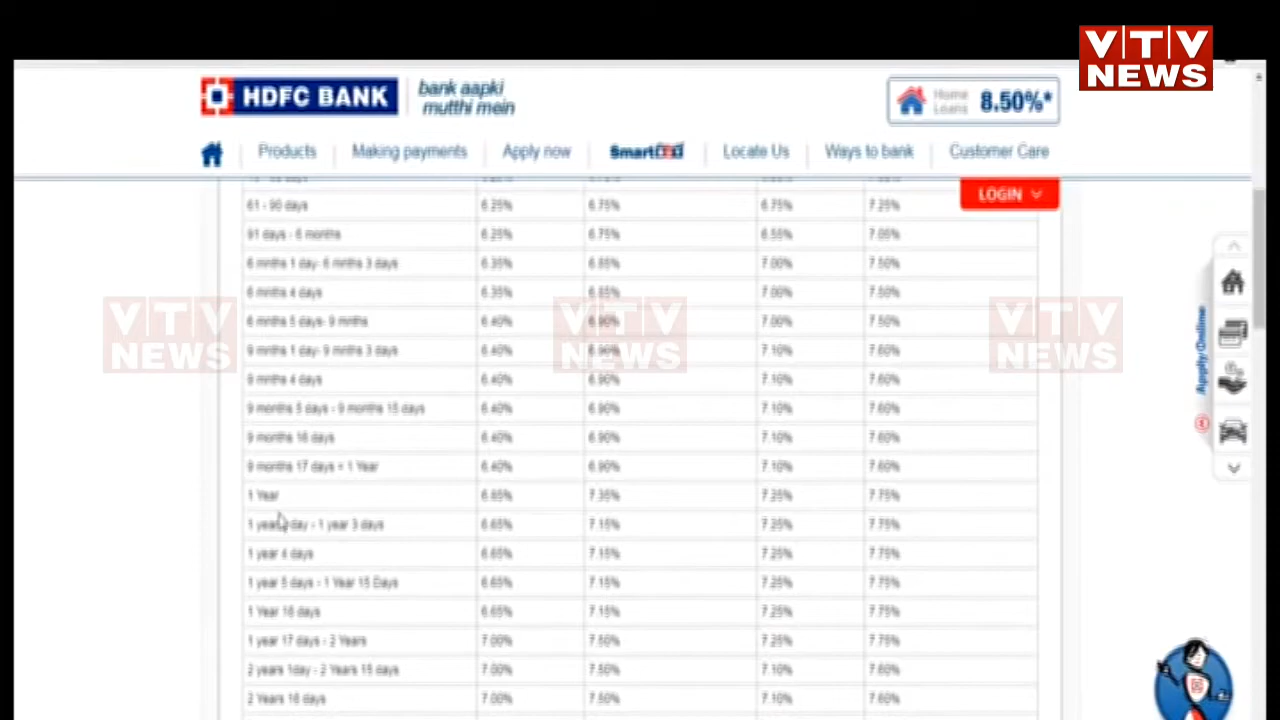 VTV
NEWS
HDFC BANK
bank aapki
mutthi mein
Home
Loans
8.50%*
Products
Making payments
Apply now
Locate Us
Ways to bank
Customer Care
LOGIN
61 - 90 days 6.25% 6.75% 6.75% 7.25%
91 days - 6 months 6.25% 6.75% 6.55% 7.05%
6 mnths 1 day- 6 mnths 3 days 6.35% 6.85% 7.00% 7.50%
6 mnths 4 days 6.35% 6.85% 7.00% 7.50%
6 mnths 5 days- 9 mnths 6.40% 6.90% 7.00% 7.50%
9 mnths 1 day- 9 mnths 3 days 6.40% 6.90% 7.10% 7.60%
9 mnths 4 days 6.40% 6.90% 7.10% 7.60%
9 months 5 days - 9 months 15 days 6.40% 6.90% 7.10% 7.60%
9 months 16 days 6.40% 6.90% 7.10% 7.60%
9 months 17 days < 1 Year 6.40% 6.90% 7.10% 7.60%
1 Year 6.85% 7.35% 7.25% 7.75%
1 year day - 1 year 3 days 6.65% 7.15% 7.25% 7.75%
1 year 4 days 6.65% 7.15% 7.25% 7.75%
1 year 5 days - 1 Year 15 Days 6.65% 7.15% 7.25% 7.75%
1 Year 16 days 6.65% 7.15% 7.25% 7.75%
1 year 17 days - 2 Years 7.00% 7.50% 7.25% 7.75%
2 years 1day - 2 Years 15 days 7.00% 7.50% 7.10% 7.60%
2 Years 16 days 7.00% 7.50% 7.10% 7.60%
Apply Online
VTV
NEWS
VTV
NEWS
VTV
NEWS